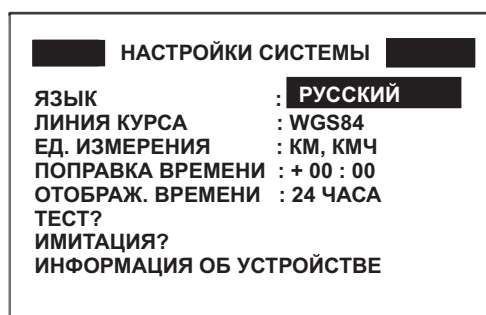 НАСТРОЙКИ СИСТЕМЫ
ЯЗЫК : РУССКИЙ
ЛИНИЯ КУРСА : WGS84
ЕД. ИЗМЕРЕНИЯ : КМ, КМЧ
ПОПРАВКА ВРЕМЕНИ : + 00 : 00
ОТОБРАЖ. ВРЕМЕНИ : 24 ЧАСА
ТЕСТ?
ИМИТАЦИЯ?
ИНФОРМАЦИЯ ОБ УСТРОЙСТВЕ